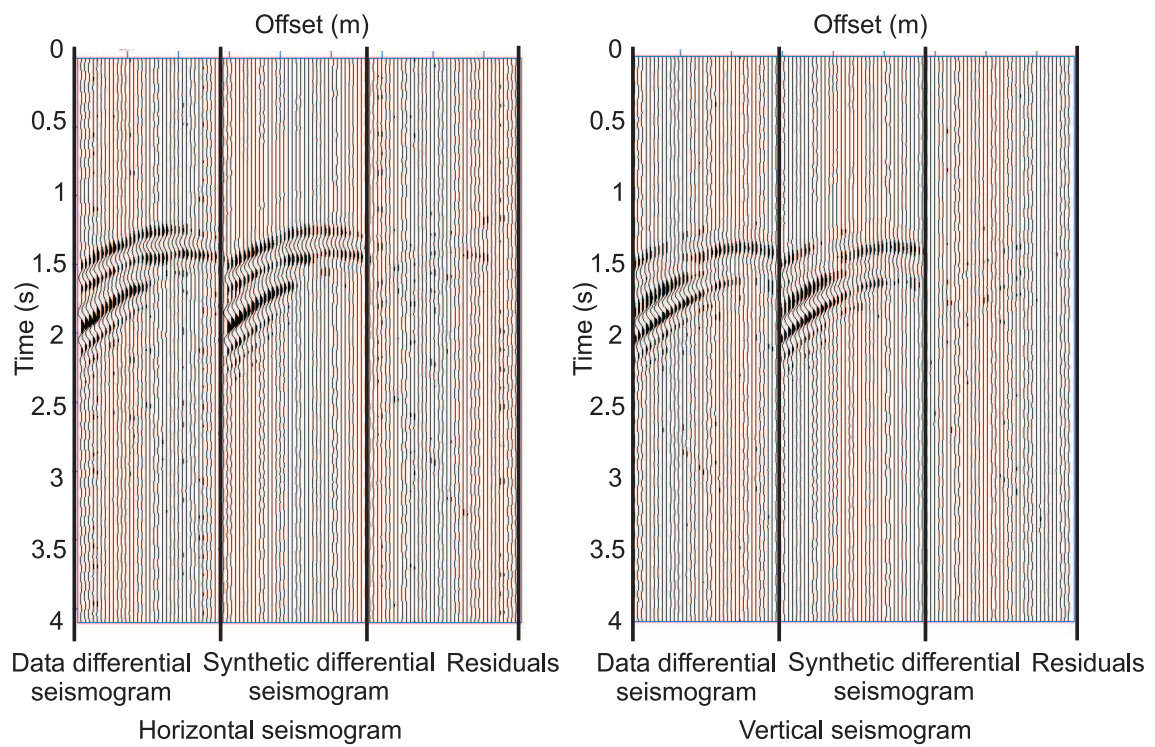 Offset (m)
0
0.5
1
1.5
2
2.5
3
3.5
4
Time (s)
Data differential
seismogram
Synthetic differential
seismogram
Residuals
Horizontal seismogram
Offset (m)
0
0.5
1
1.5
2
2.5
3
3.5
4
Time (s)
Data differential
seismogram
Synthetic differential
seismogram
Residuals
Vertical seismogram